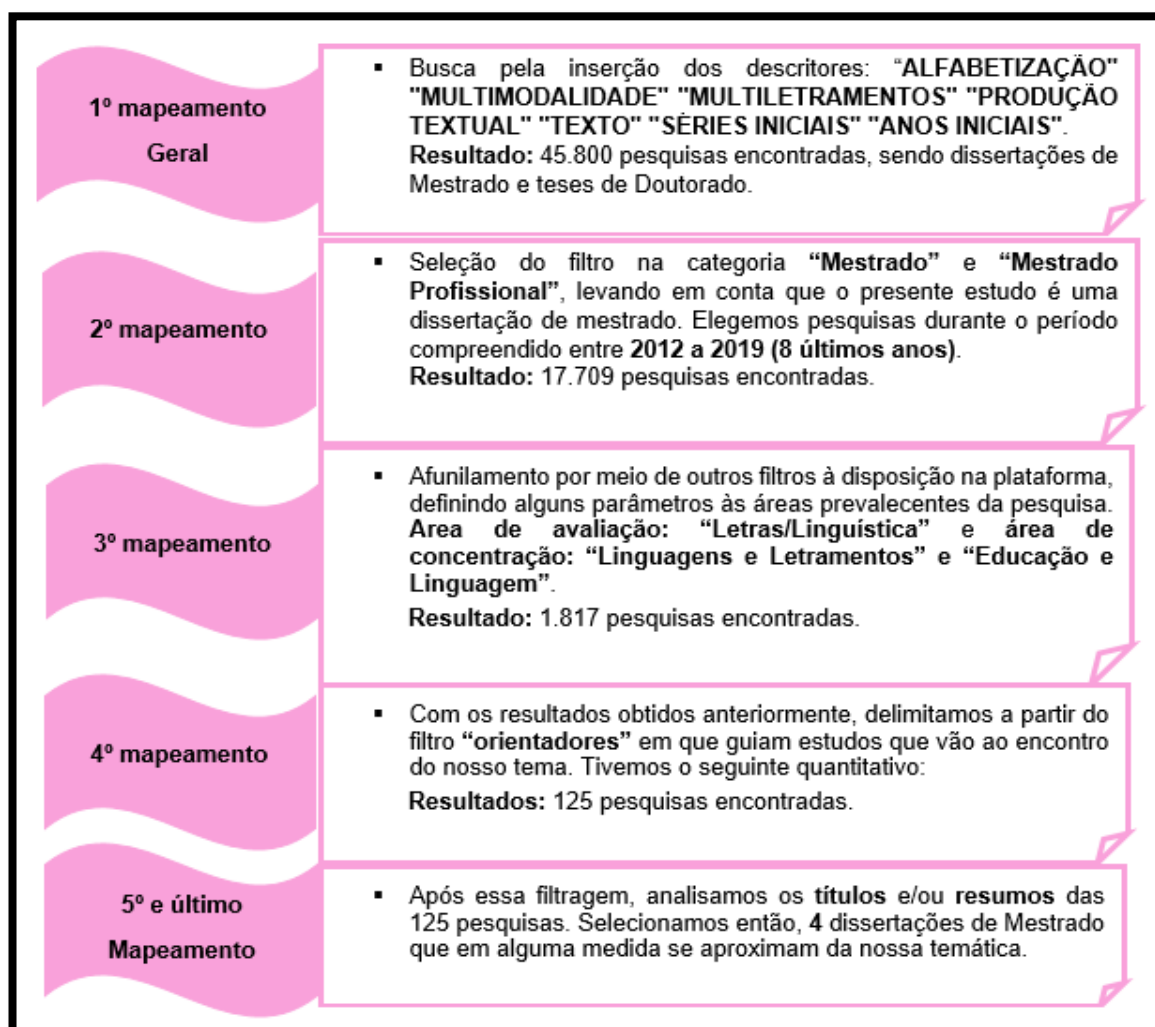 1º mapeamento
Geral
▪ Busca pela inserção dos descritores: “ALFABETIZAÇÃO"
"MULTIMODALIDADE" "MULTILETRAMENTOS" "PRODUÇÃO
TEXTUAL" "TEXTO" "SÉRIES INICIAIS" "ANOS INICIAIS".
Resultado: 45.800 pesquisas encontradas, sendo dissertações de
Mestrado e teses de Doutorado.
2º mapeamento
▪ Seleção do filtro na categoria “Mestrado” e “Mestrado
Profissional”, levando em conta que o presente estudo é uma
dissertação de mestrado. Elegemos pesquisas durante o período
compreendido entre 2012 a 2019 (8 últimos anos).
Resultado: 17.709 pesquisas encontradas.
3º mapeamento
▪ Afunilamento por meio de outros filtros à disposição na plataforma,
definindo alguns parâmetros às áreas prevalecentes da pesquisa.
Area de avaliação: “Letras/Linguística” e área de
concentração: “Linguagens e Letramentos” e “Educação e
Linguagem”.
Resultado: 1.817 pesquisas encontradas.
4º mapeamento
▪ Com os resultados obtidos anteriormente, delimitamos a partir do
filtro “orientadores” em que guiam estudos que vão ao encontro
do nosso tema. Tivemos o seguinte quantitativo:
Resultados: 125 pesquisas encontradas.
5º e último
Mapeamento
▪ Após essa filtragem, analisamos os títulos e/ou resumos das
125 pesquisas. Selecionamos então, 4 dissertações de Mestrado
que em alguma medida se aproximam da nossa temática.